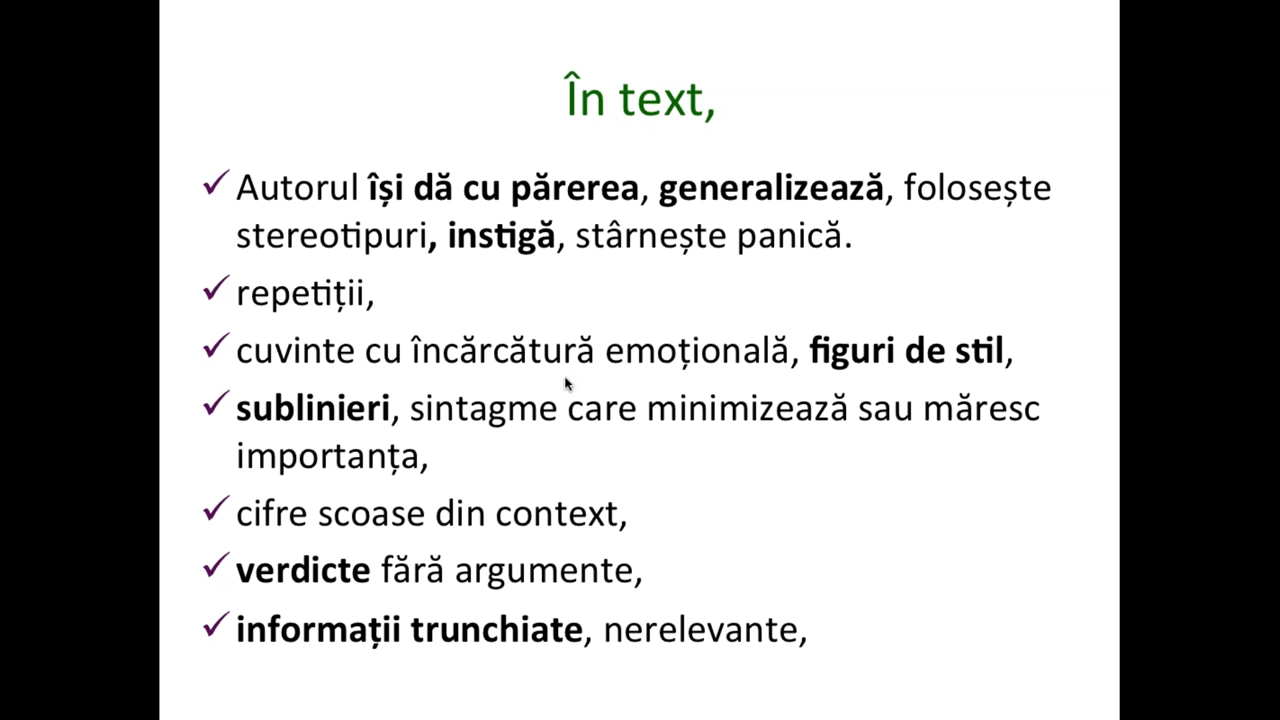 În text,
Autorul își dă cu părerea, generalizează, folosește
stereotipuri, instigă, stârnește panică.
repetiții,
cuvinte cu încărcătură emoțională, figuri de stil,
sublinieri, sintagme care minimizează sau măresc
importanța,
cifre scoase din context,
verdicte fără argumente,
informații trunchiate, nerelevante,